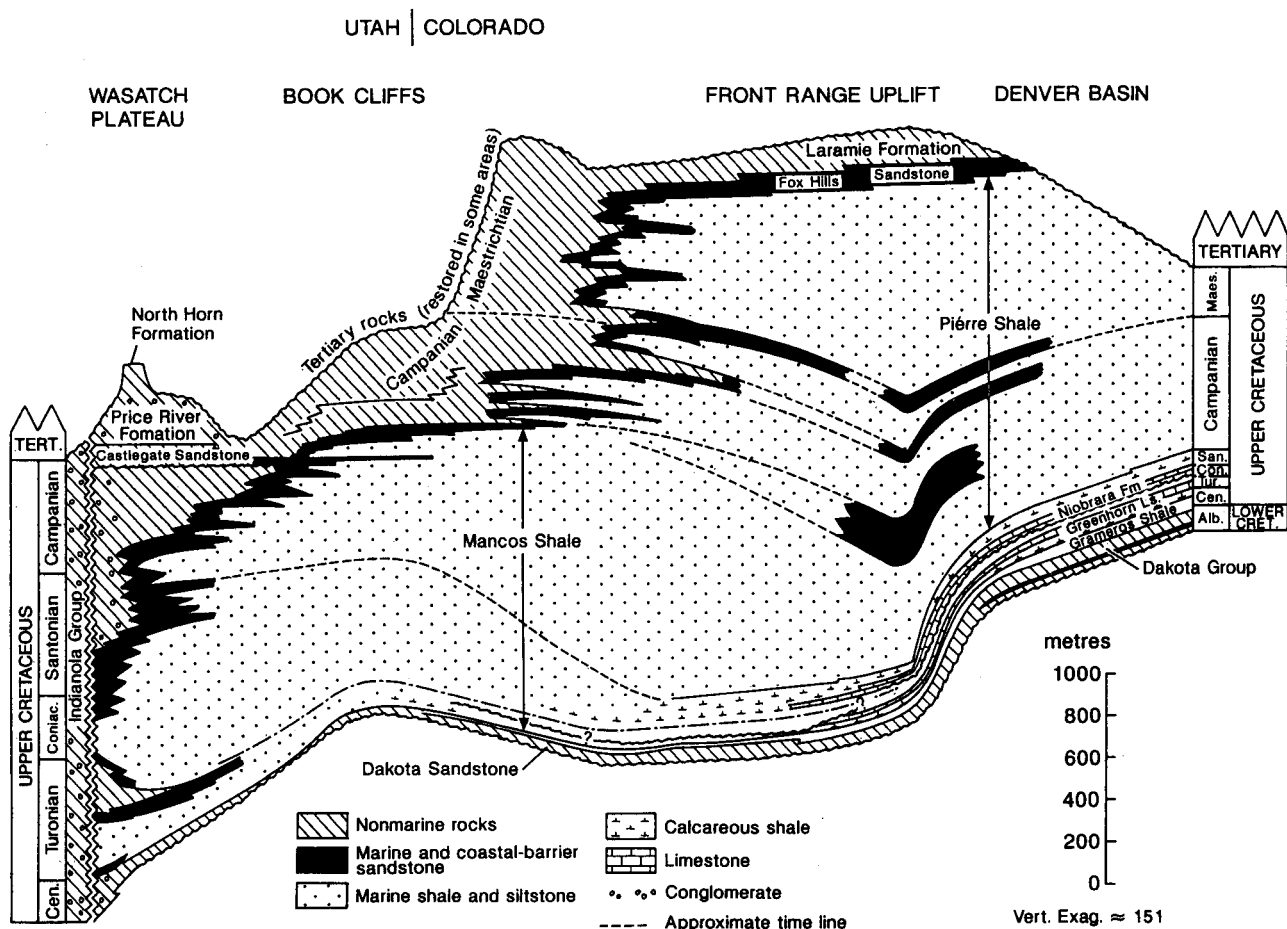 UTAH | COLORADO
WASATCH
PLATEAU
BOOK CLIFFS
FRONT RANGE UPLIFT
DENVER BASIN
Laramie Formation
Fox Hills
Sandstone
Tertiary rocks (restored in some areas)
Maestrichtian
Campanian
North Horn
Formation
Price River
Fomation
Castlegate Sandstone
TERT.
Campanian
Santonian
Coniac.
Turonian
Cen.
UPPER CRETACEOUS
Indianola Group
Mancos Shale
Piérre Shale
TERTIARY
Maes.
Campanian
San.
Con.
Tur.
Cen.
Alb.
UPPER CRETACEOUS
LOWER
CRET.
Niobrara Fm
Greenhorn Ls.
Graneros Shale
Dakota Group
?
?
Dakota Sandstone
metres
1000
800
600
400
200
0
Nonmarine rocks
Marine and coastal-barrier
sandstone
Marine shale and siltstone
Calcareous shale
Limestone
Conglomerate
Approximate time line
Vert. Exag. ≈ 151